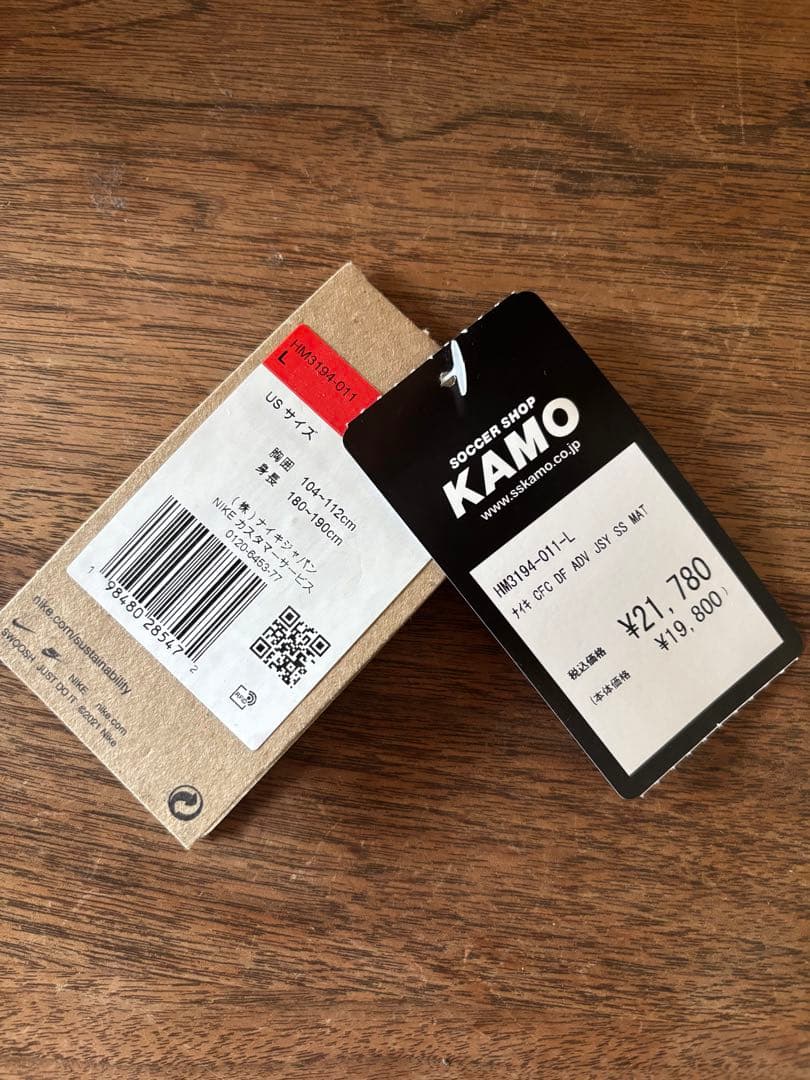 HM3194-011
L
US サイズ
胸囲 104~112cm
身長 180~190cm
(株) ナイキジャパン
NIKE カスタマーサービス
0120-6453-77
1 98480 28547 2
RFID
nike.com/sustainability
NIKE nike.com
SWOOSH JUST DO IT ©2021 Nike
SOCCER SHOP
KAMO
www.sskamo.co.jp
HM3194-011-L
ナイキ CFC DF ADV JSY SS MAT
税込価格 ¥21,780
(本体価格 ¥19,800)